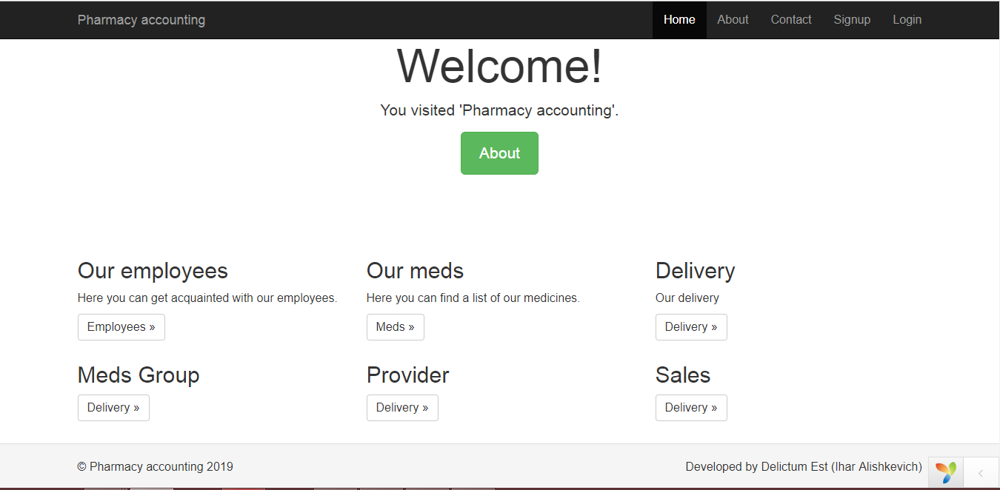 Pharmacy accounting Home About Contact Signup Login
Welcome!
You visited 'Pharmacy accounting'.
About
Our employees
Here you can get acquainted with our employees.
Employees »
Our meds
Here you can find a list of our medicines.
Meds »
Delivery
Our delivery
Delivery »
Meds Group
Delivery »
Provider
Delivery »
Sales
Delivery »
© Pharmacy accounting 2019
Developed by Delictum Est (Ihar Alishkevich)